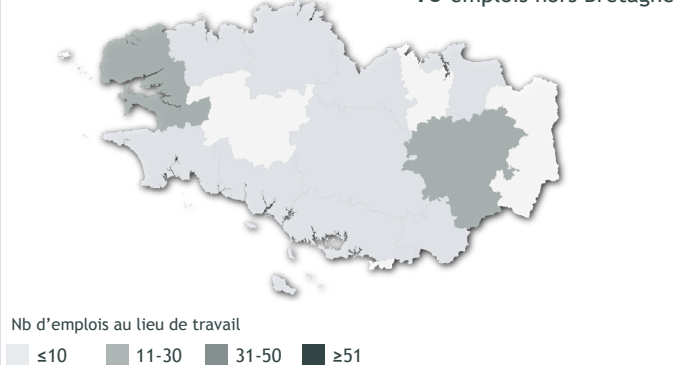 emplois hors Bretagne
Nb d’emplois au lieu de travail
≤10 11-30 31-50 ≥51